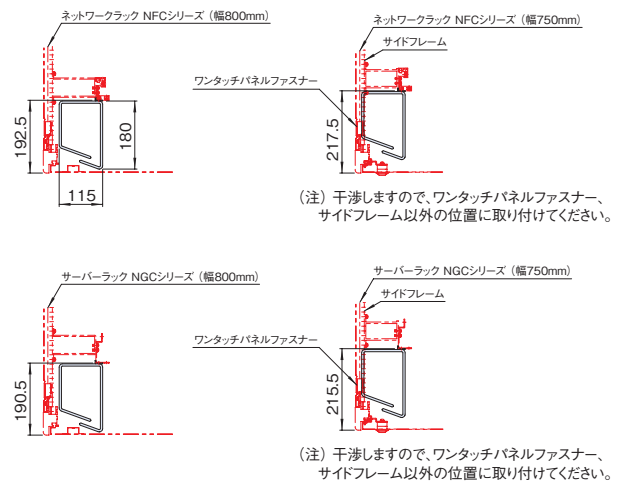 ネットワークラック NFCシリーズ（幅800mm）
192.5
180
115
ネットワークラック NFCシリーズ（幅750mm）
サイドフレーム
ワンタッチパネルファスナー
217.5
（注）干渉しますので、ワンタッチパネルファスナー、
サイドフレーム以外の位置に取り付けてください。
サーバーラック NGCシリーズ（幅800mm）
190.5
サーバーラック NGCシリーズ（幅750mm）
サイドフレーム
ワンタッチパネルファスナー
215.5
（注）干渉しますので、ワンタッチパネルファスナー、
サイドフレーム以外の位置に取り付けてください。